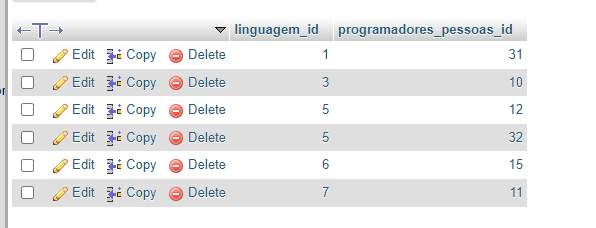 linguagem_id programadores_pessoas_id
Edit Copy Delete 1 31
Edit Copy Delete 3 10
Edit Copy Delete 5 12
Edit Copy Delete 5 32
Edit Copy Delete 6 15
Edit Copy Delete 7 11